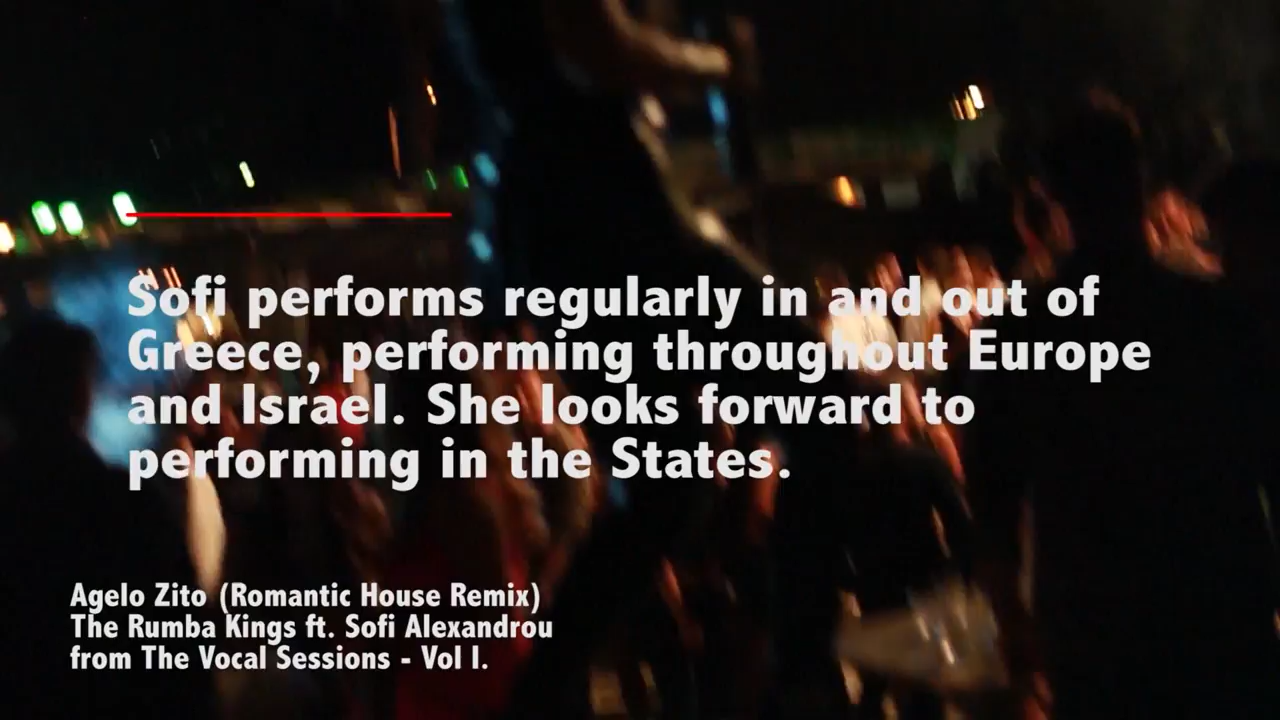 Sofi performs regularly in and out of
Greece, performing throughout Europe
and Israel. She looks forward to
performing in the States.
Agelo Zito (Romantic House Remix)
The Rumba Kings ft. Sofi Alexandrou
from The Vocal Sessions - Vol I.